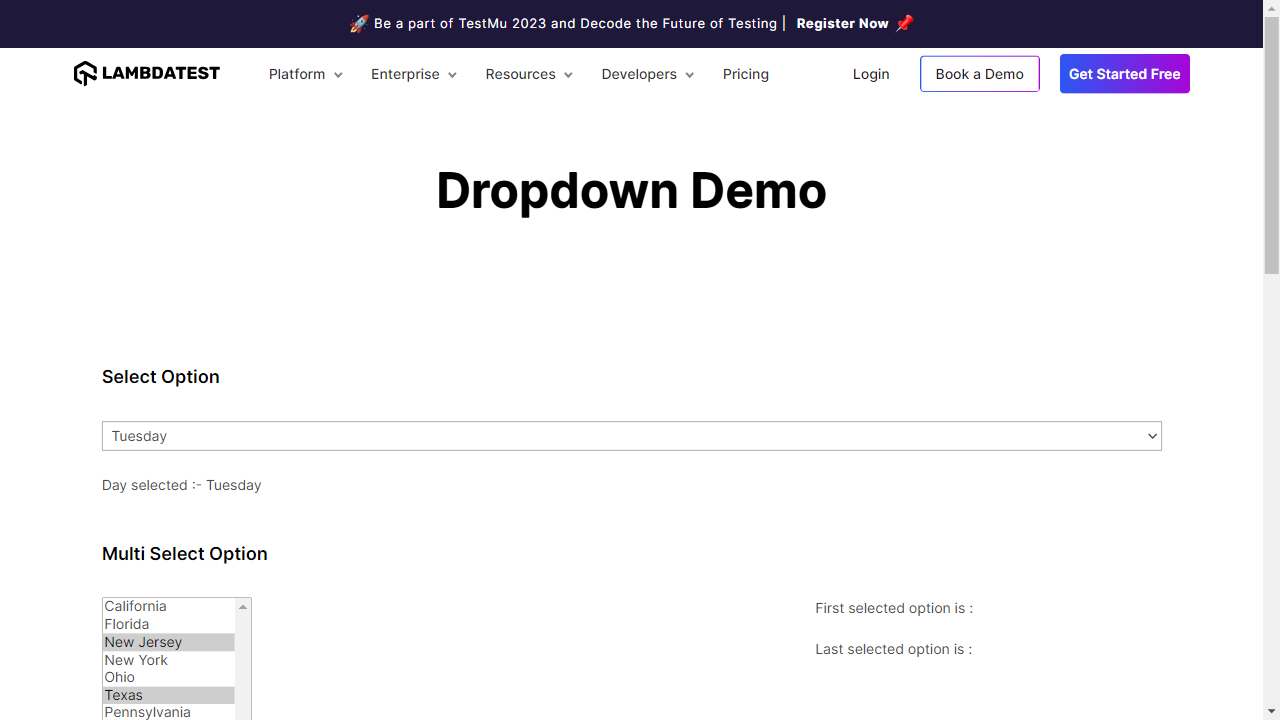 🚀 Be a part of TestMu 2023 and Decode the Future of Testing | Register Now 📌
LAMBDATEST Platform Enterprise Resources Developers Pricing Login Book a Demo Get Started Free
Dropdown Demo
Select Option
Tuesday
Day selected :- Tuesday
Multi Select Option
California
Florida
New Jersey
New York
Ohio
Texas
Pennsylvania
First selected option is :
Last selected option is :